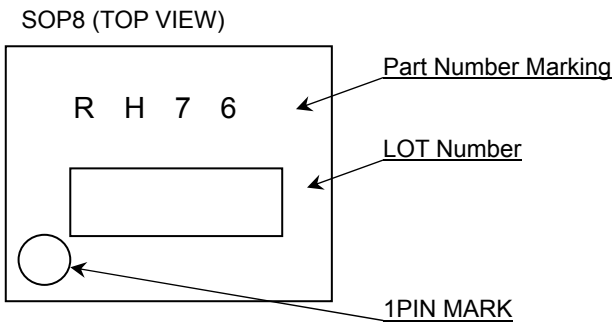 SOP8 (TOP VIEW)
Part Number Marking
R H 7 6
LOT Number
1PIN MARK